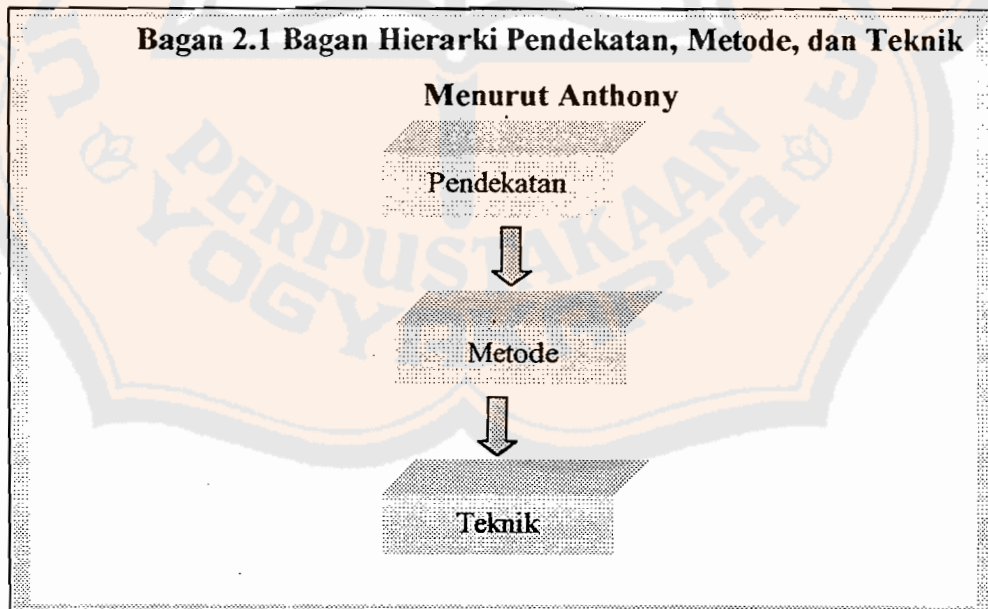 Bagan 2.1 Bagan Hierarki Pendekatan, Metode, dan Teknik
Menurut Anthony
Pendekatan
Metode
Teknik
PERPUSTAKAAN
YOGYAKARTA